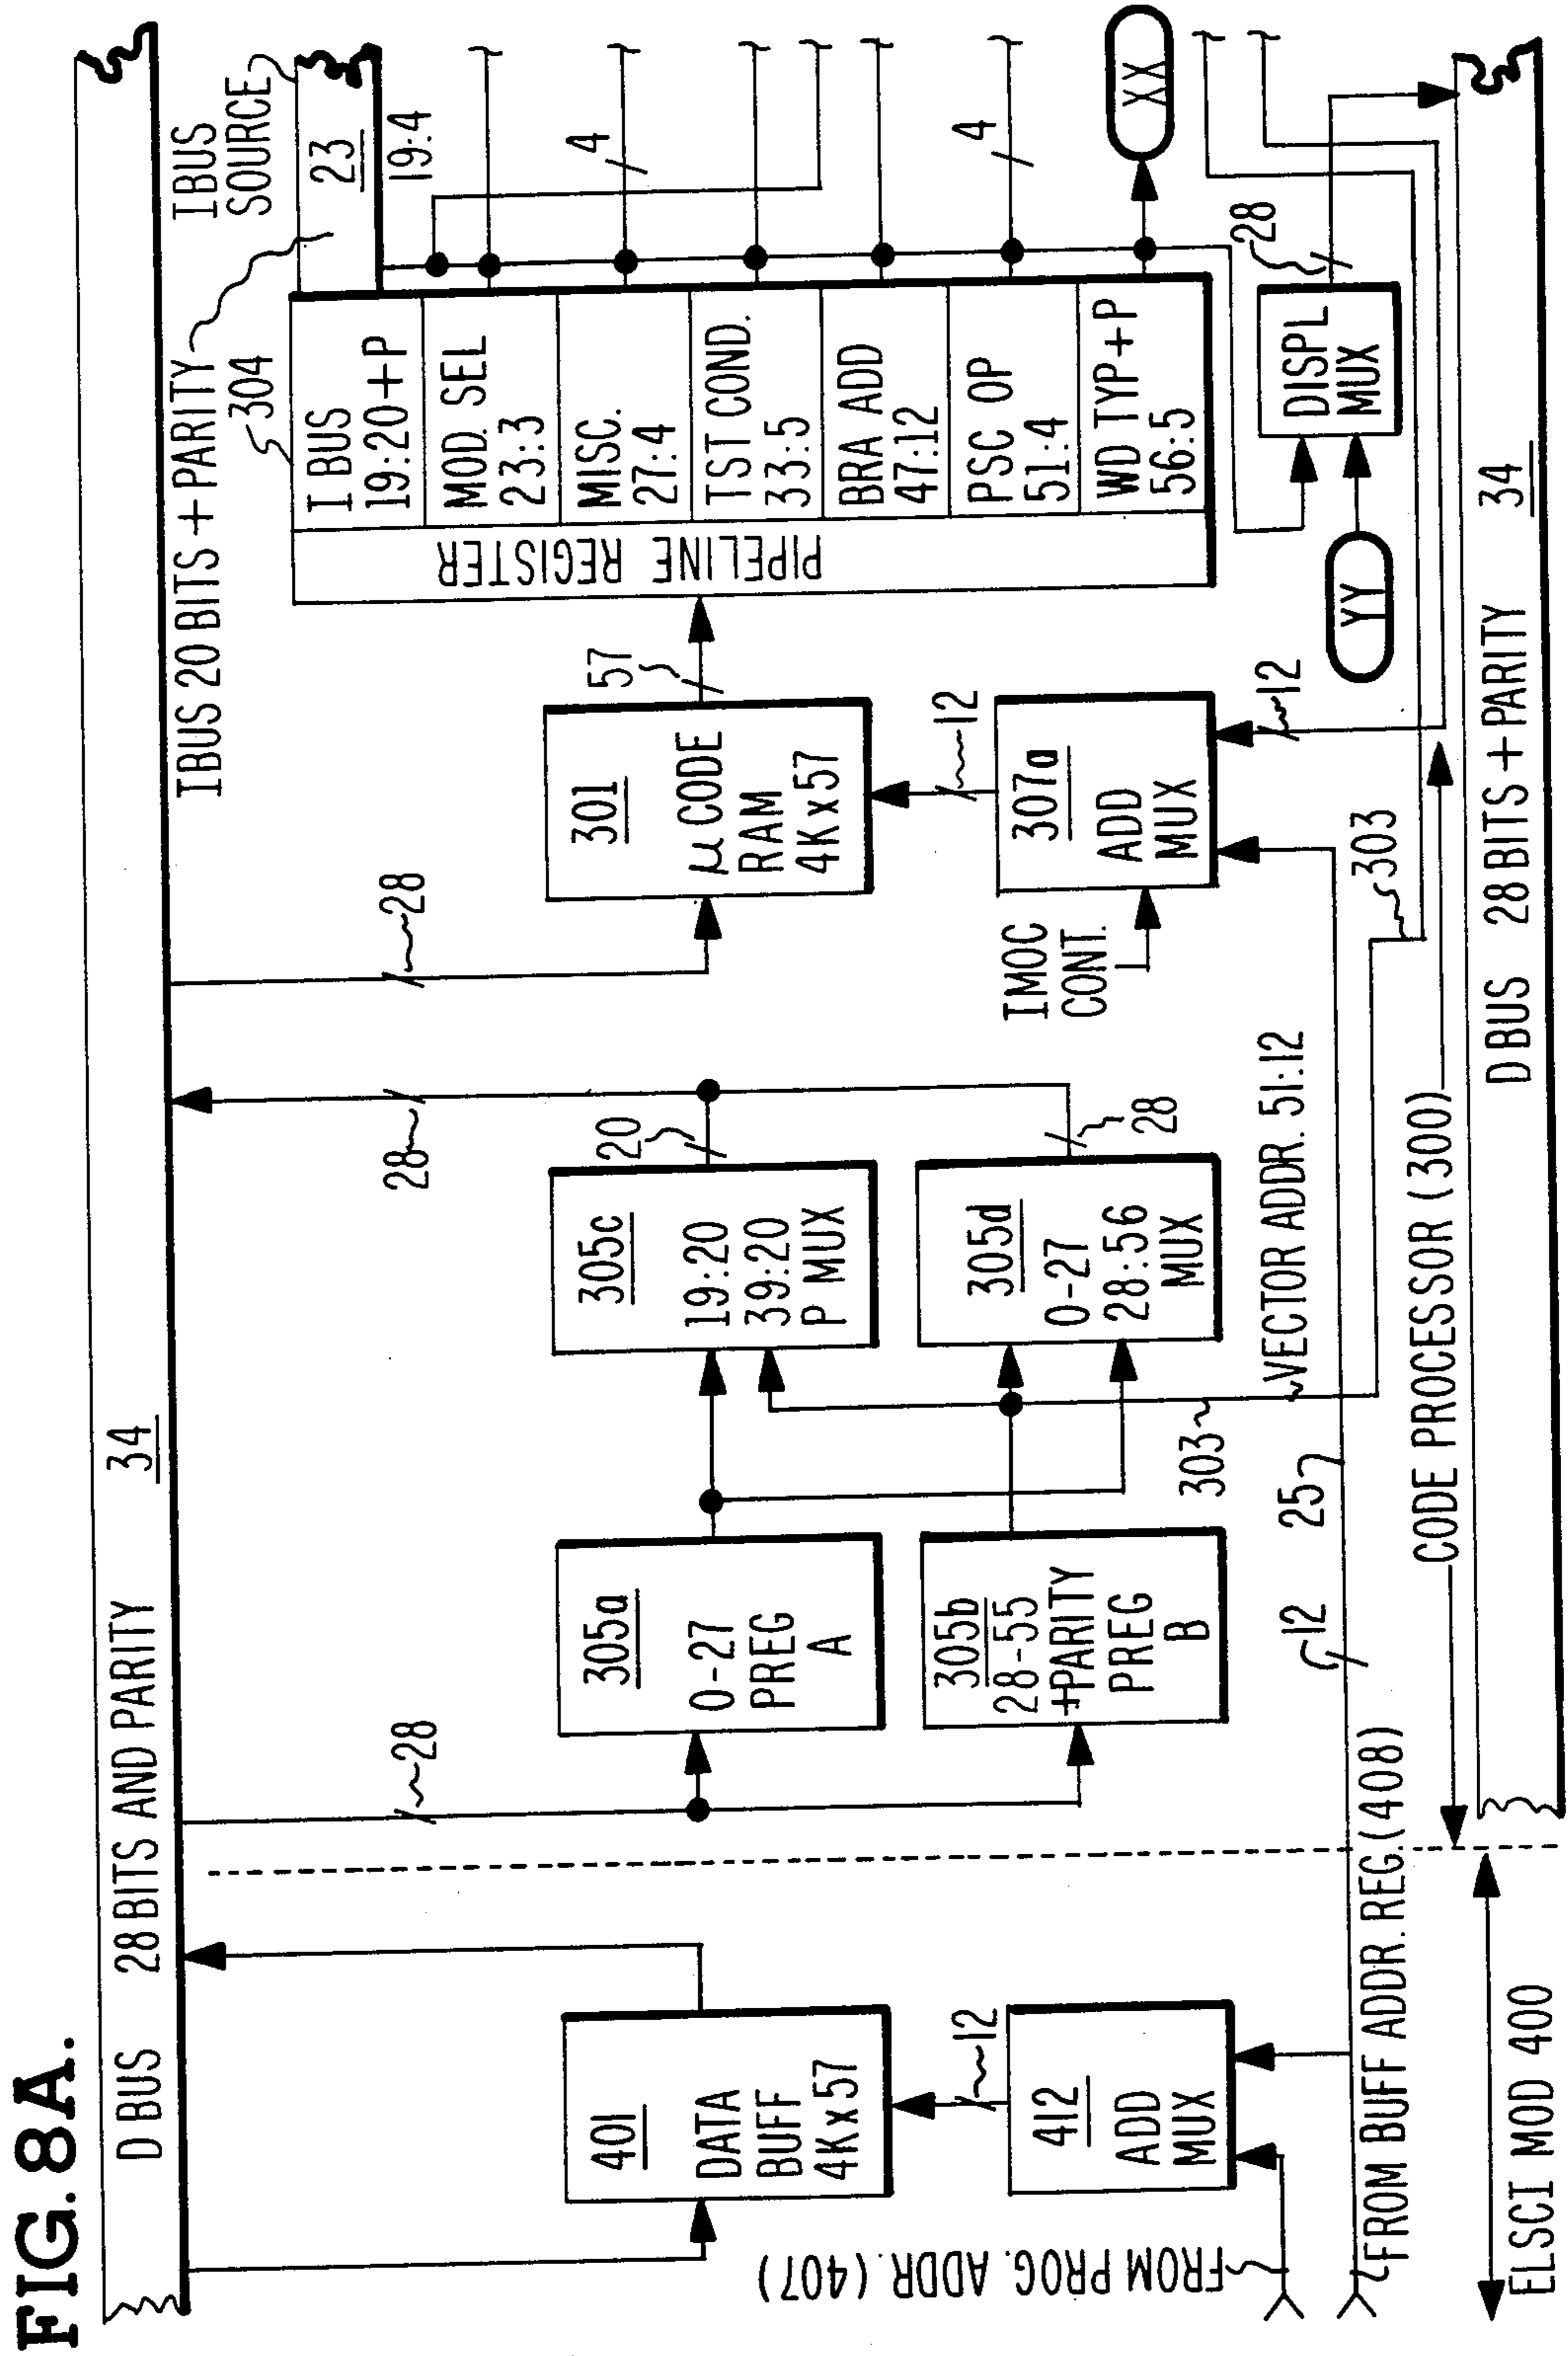 FIG. 8A.
D BUS 28 BITS AND PARITY 34
IBUS 20 BITS + PARITY
IBUS
SOURCE
23
19:4
304
28
28
28
401
DATA
BUFF
4K x 57
12
412
ADD
MUX
FROM PROG. ADDR. (407)
FROM BUFF ADDR. REG. (408)
305a
0-27
PREG
A
305b
28-55
+PARITY
PREG
B
305c
19:20
39:20
P MUX
20
305d
0-27
28:56
MUX
28
303
VECTOR ADDR. 51:12
12
25
301
μ CODE
RAM
4K x 57
57
12
307a
ADD
MUX
IMOC
CONT.
12
303
PIPELINE REGISTER
I BUS
19:20+P
MOD. SEL
23:3
MISC.
27:4
TST COND.
33:5
BRA ADD
47:12
PSC OP
51:4
WD TYP+P
56:5
4
4
XX
YY
DISPL
MUX
28
CODE PROCESSOR (300)
ELSCI MOD 400
D BUS 28 BITS + PARITY 34